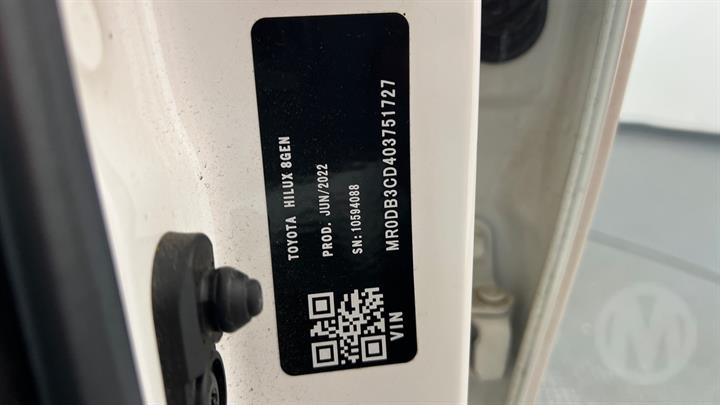 TOYOTA HILUX 8GEN
PROD. JUN/2022
SN:10594088
VIN MR0DB3CD403751727
M